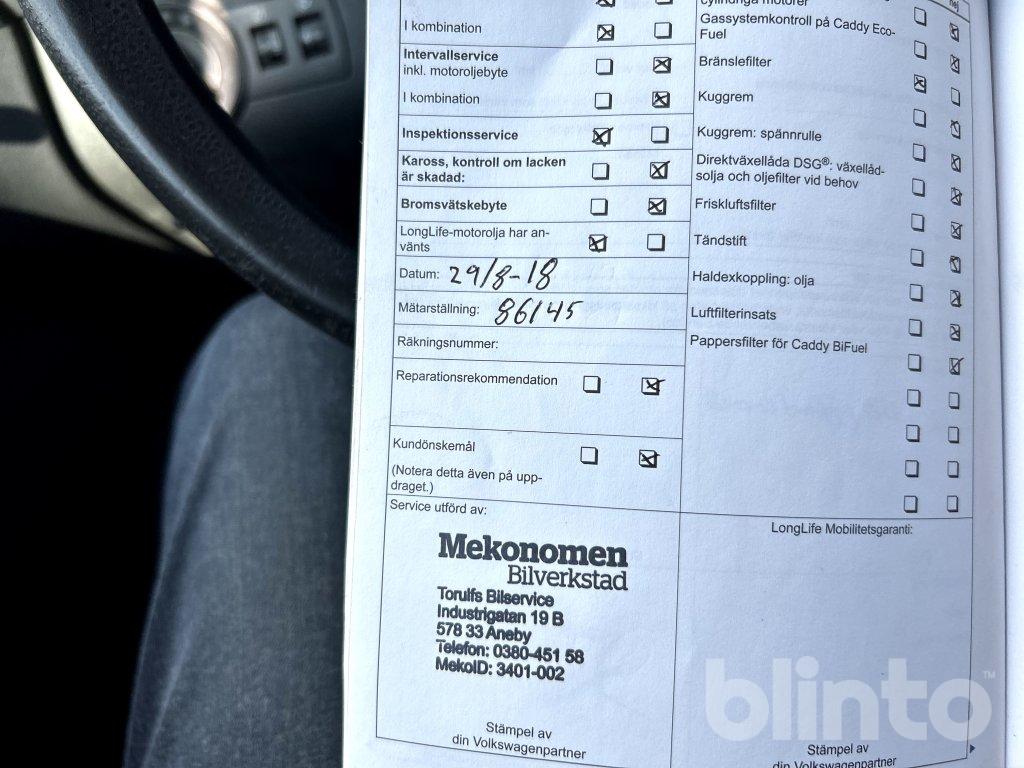 I kombination
Intervallservice
inkl. motoroljebyte
I kombination
Inspektionsservice
Kaross, kontroll om lacken
är skadad:
Bromsvätskebyte
LongLife-motorolja har an-
vänts
Datum: 29/8-18
Mätarställning: 86145
Räkningsnummer:
Reparationsrekommendation
Kundönskemål
(Notera detta även på upp-
draget.)
Service utförd av:
Mekonomen
Bilverkstad
Torulfs Bilservice
Industrigatan 19 B
578 33 Aneby
Telefon: 0380-451 58
MekoID: 3401-002
Stämpel av
din Volkswagenpartner
nej
cylindriga motorer
Gassystemkontroll på Caddy Eco-
Fuel
Bränslefilter
Kuggrem
Kuggrem: spännrulle
Direktväxellåda DSG®: växellåd-
solja och oljefilter vid behov
Friskluftsfilter
Tändstift
Haldexkoppling: olja
Luftfilterinsats
Pappersfilter för Caddy BiFuel
LongLife Mobilitetsgaranti:
Stämpel av
din Volkswagenpartner
blinto™